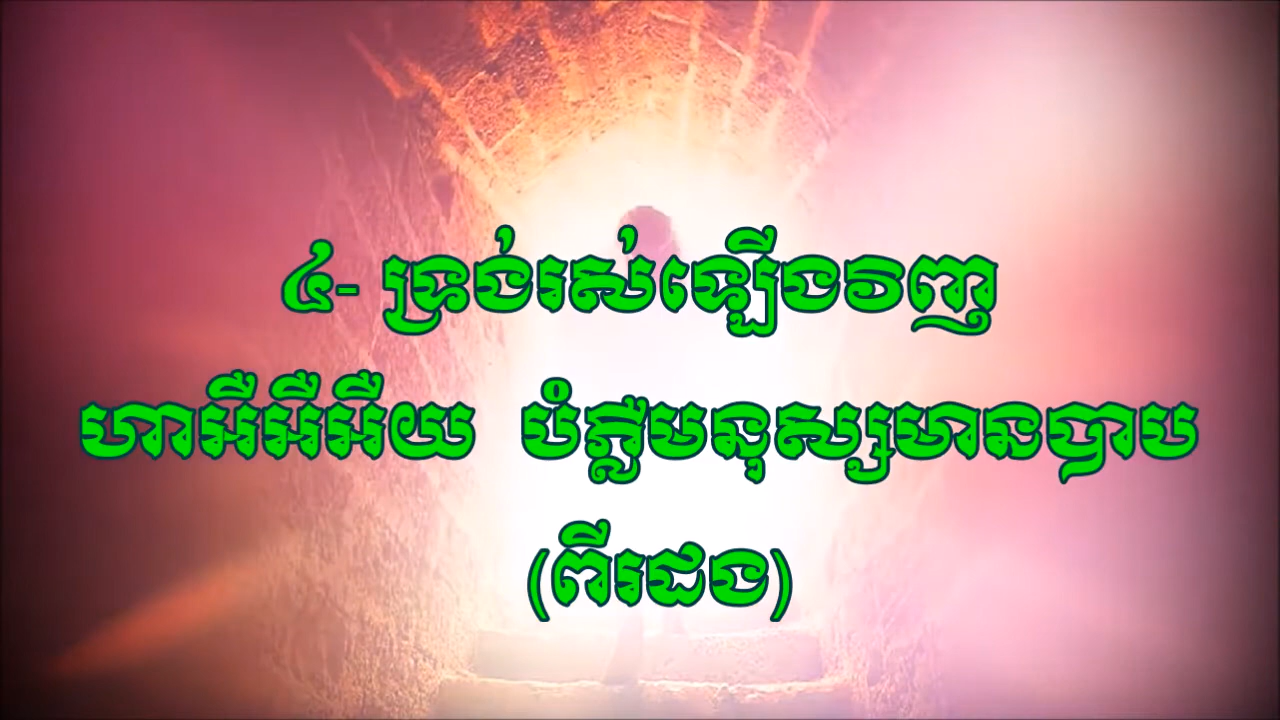 ៤- ទ្រង់រស់ឡើងវិញ
ហាអឺអឺអឺយ បំភ្លឺមនុស្សមានបាប
(ពីរដង)